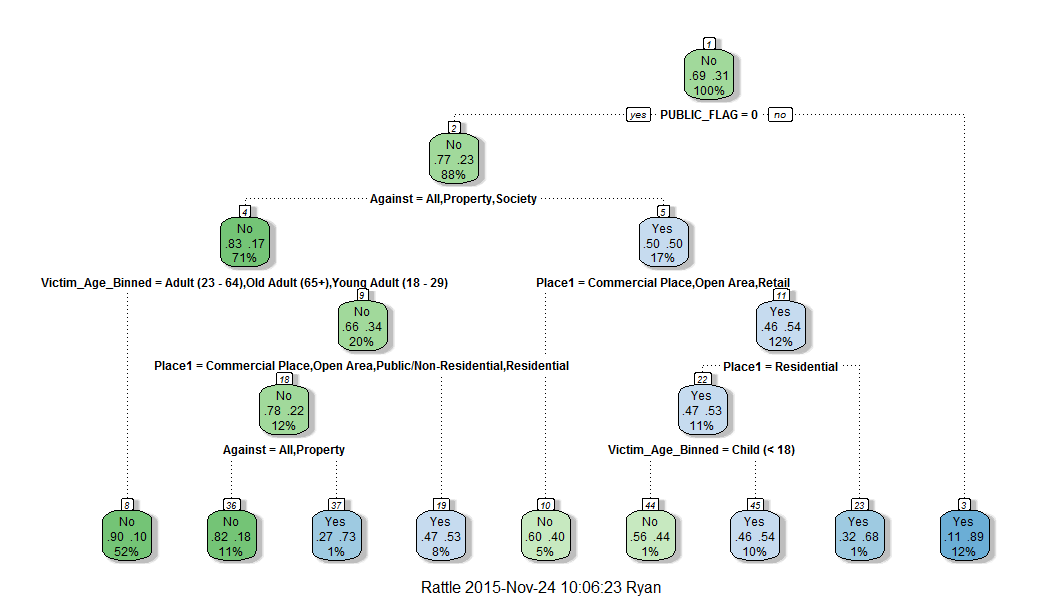 1
No
.69 .31
100%
yes PUBLIC_FLAG = 0 no
2
No
.77 .23
88%
Against = All,Property,Society
4
No
.83 .17
71%
5
Yes
.50 .50
17%
Victim_Age_Binned = Adult (23 - 64),Old Adult (65+),Young Adult (18 - 29)
Place1 = Commercial Place,Open Area,Retail
9
No
.66 .34
20%
11
Yes
.46 .54
12%
Place1 = Commercial Place,Open Area,Public/Non-Residential,Residential
Place1 = Residential
18
No
.78 .22
12%
22
Yes
.47 .53
11%
Against = All,Property
Victim_Age_Binned = Child (< 18)
8
No
.90 .10
52%
36
No
.82 .18
11%
37
Yes
.27 .73
1%
19
Yes
.47 .53
8%
10
No
.60 .40
5%
44
No
.56 .44
1%
45
Yes
.46 .54
10%
23
Yes
.32 .68
1%
3
Yes
.11 .89
12%
Rattle 2015-Nov-24 10:06:23 Ryan